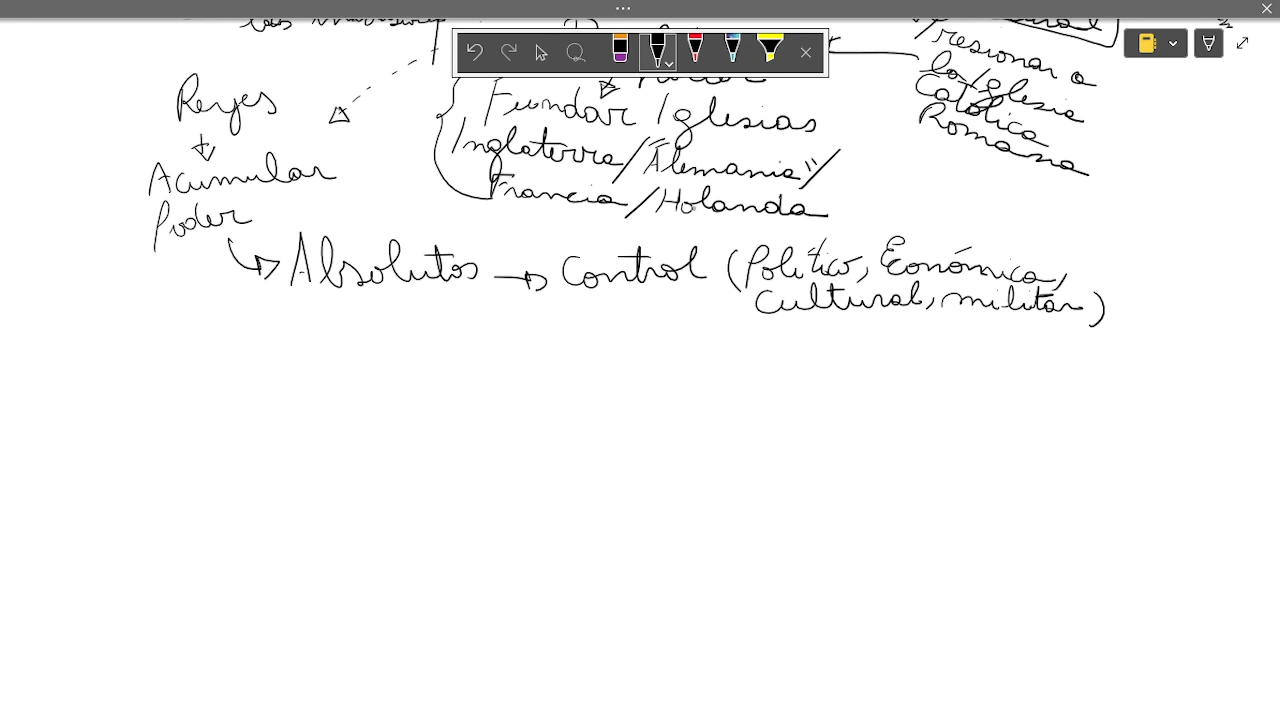 Reyes
Acumular
Poder
Fundar Iglesias
Inglaterra/"Alemania"/
Francia/Holanda
Presionar a
la Iglesia
Católica
Romana
Absolutos → Control (Político, Económica,
Cultural, militar)